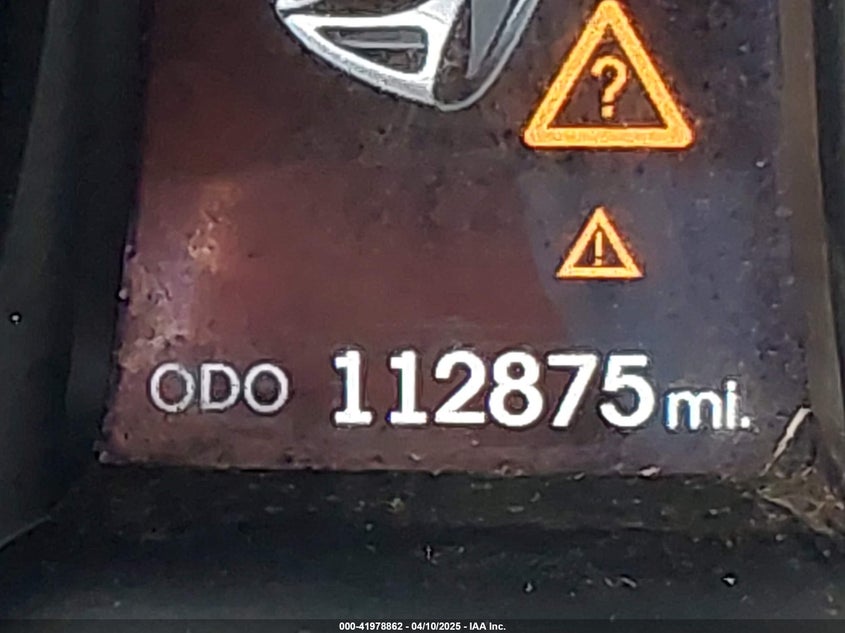 ?
!
ODO 112875 mi.
000-41978862 - 04/10/2025 - IAA Inc.